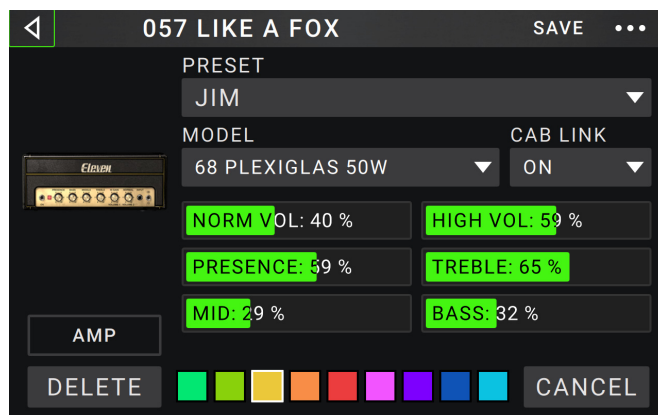 057 LIKE A FOX SAVE
PRESET
JIM
MODEL CAB LINK
68 PLEXIGLAS 50W ON
Eleven
NORM VOL: 40 % HIGH VOL: 59 %
PRESENCE: 59 % TREBLE: 65 %
MID: 29 % BASS: 32 %
AMP
DELETE CANCEL